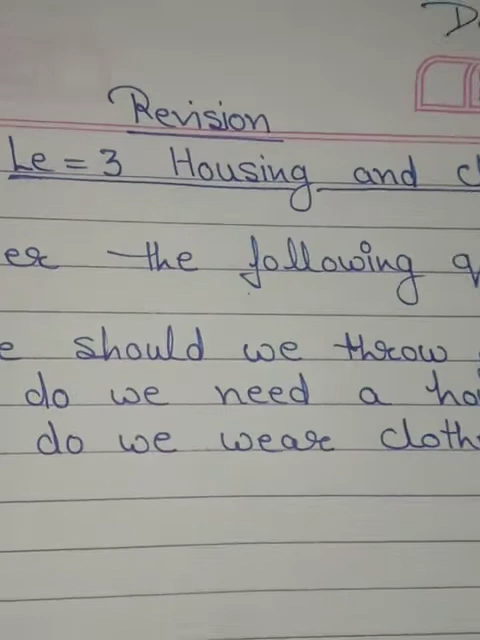 D
Revision
Le = 3 Housing and cl
er the following q
e should we throw
do we need a ho
do we wear cloth